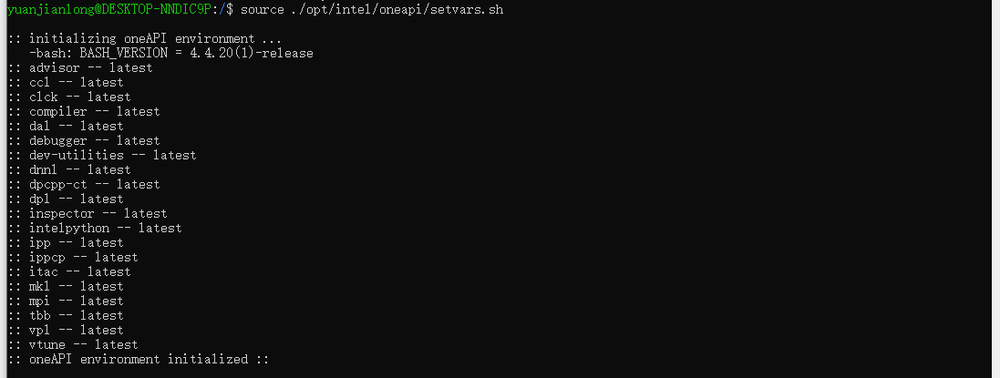 yuanjianlong@DESKTOP-NNDIC9P:/$ source ./opt/intel/oneapi/setvars.sh
:: initializing oneAPI environment ...
-bash: BASH_VERSION = 4.4.20(1)-release
:: advisor -- latest
:: ccl -- latest
:: clck -- latest
:: compiler -- latest
:: dal -- latest
:: debugger -- latest
:: dev-utilities -- latest
:: dnnl -- latest
:: dpcpp-ct -- latest
:: dpl -- latest
:: inspector -- latest
:: intelpython -- latest
:: ipp -- latest
:: ippcp -- latest
:: itac -- latest
:: mkl -- latest
:: mpi -- latest
:: tbb -- latest
:: vpl -- latest
:: vtune -- latest
:: oneAPI environment initialized ::